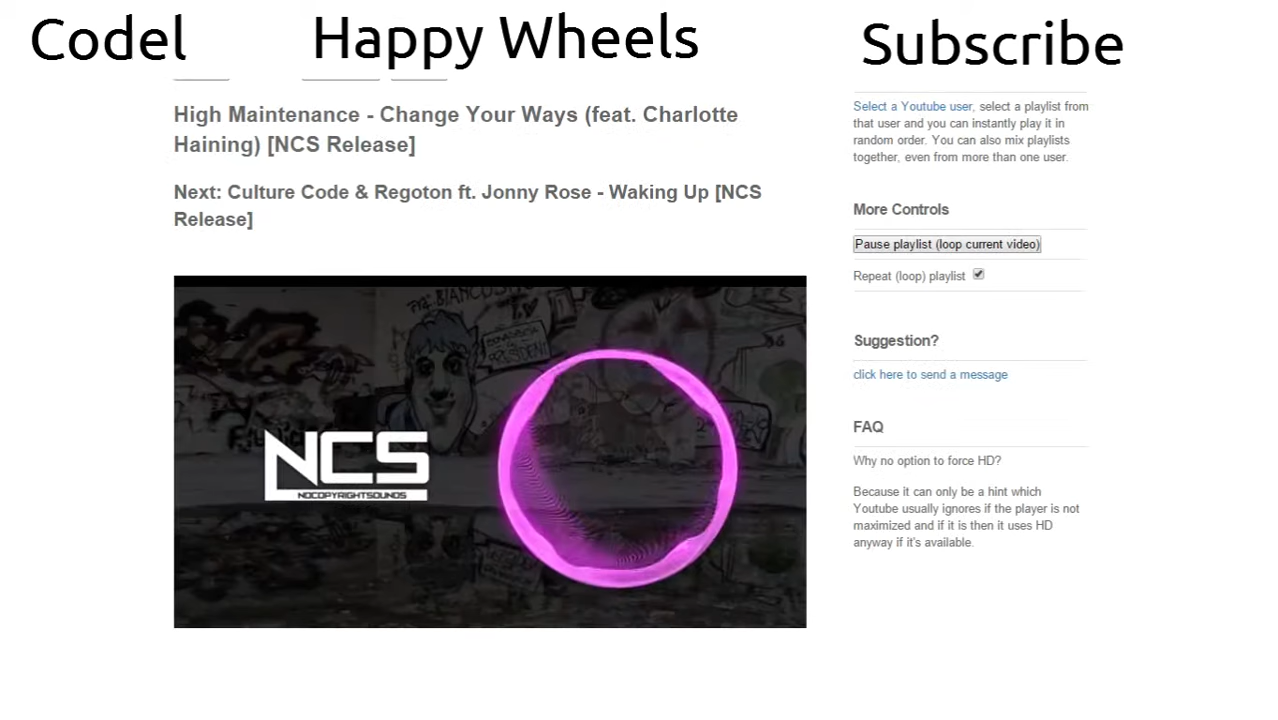 Codel
Happy Wheels
Subscribe
High Maintenance - Change Your Ways (feat. Charlotte
Haining) [NCS Release]
Next: Culture Code & Regoton ft. Jonny Rose - Waking Up [NCS
Release]
NCS
NOCOPYRIGHTSOUNDS
Select a Youtube user, select a playlist from
that user and you can instantly play it in
random order. You can also mix playlists
together, even from more than one user.
More Controls
Pause playlist (loop current video)
Repeat (loop) playlist
Suggestion?
click here to send a message
FAQ
Why no option to force HD?
Because it can only be a hint which
Youtube usually ignores if the player is not
maximized and if it is then it uses HD
anyway if it's available.